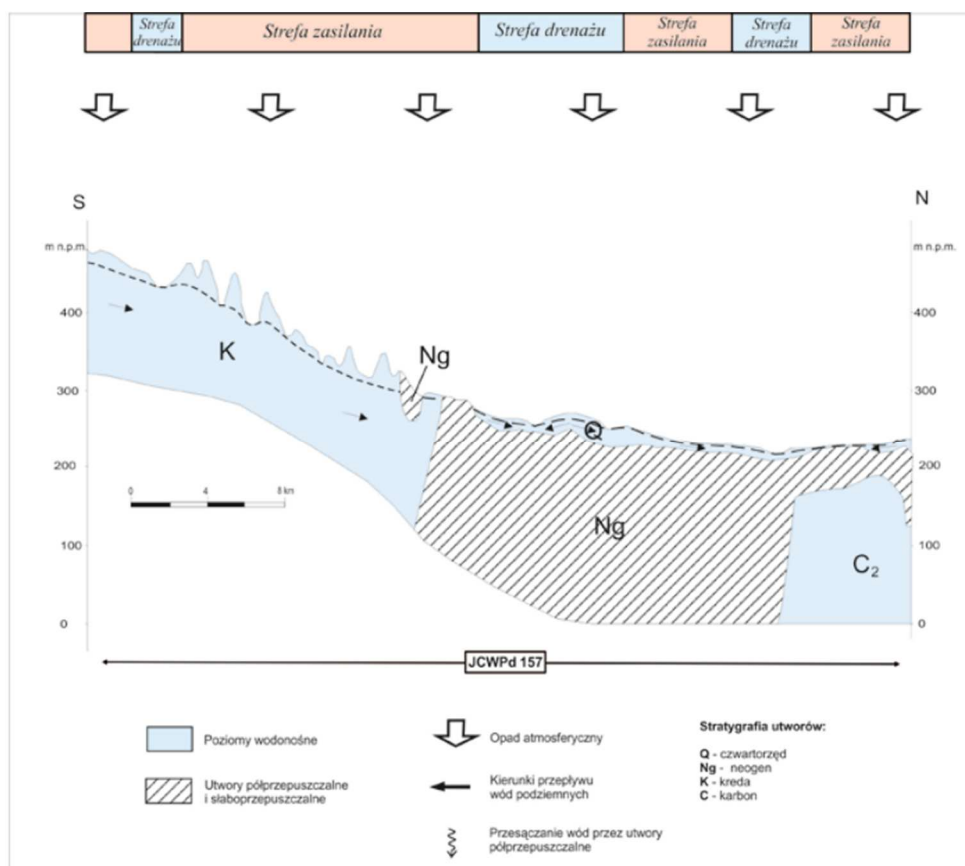 Strefa drenażu
Strefa zasilania
Strefa drenażu
Strefa zasilania
Strefa drenażu
Strefa zasilania
S
N
m n.p.m.
m n.p.m.
400
400
K
Ng
300
300
Q
200
200
0 4 8 km
Ng
100
100
C₂
0
0
JCWPd 157
Poziomy wodonośne
Utwory półprzepuszczalne
i słaboprzepuszczalne
Opad atmosferyczny
Kierunki przepływu
wód podziemnych
Przesączanie wód przez utwory
półprzepuszczalne
Stratygrafia utworów:
Q - czwartorzęd
Ng - neogen
K - kreda
C - karbon